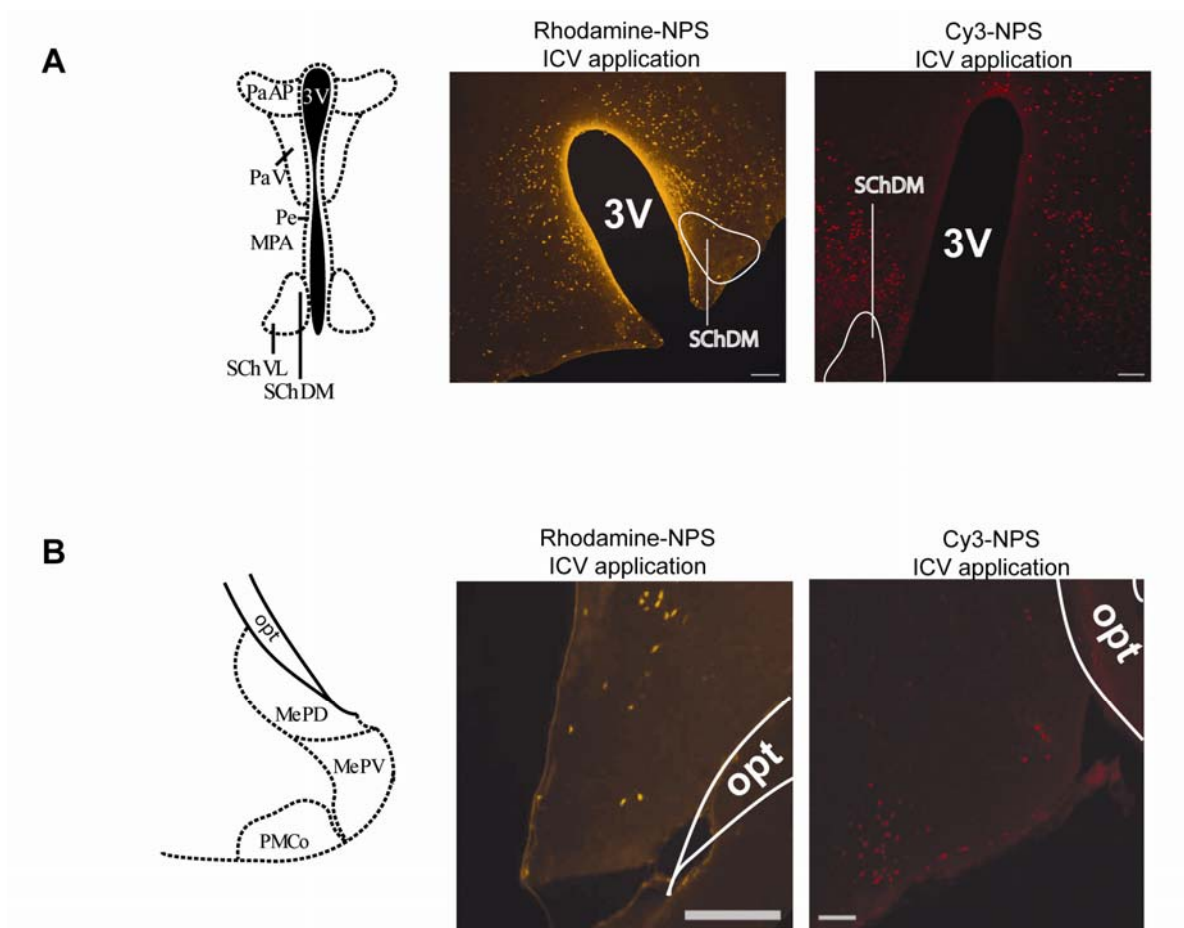 A
PaAP
3V
PaV
Pe
MPA
SChVL
SChDM
Rhodamine-NPS
ICV application
3V
SChDM
Cy3-NPS
ICV application
SChDM
3V
B
opt
MePD
MePV
PMCo
Rhodamine-NPS
ICV application
opt
Cy3-NPS
ICV application
opt